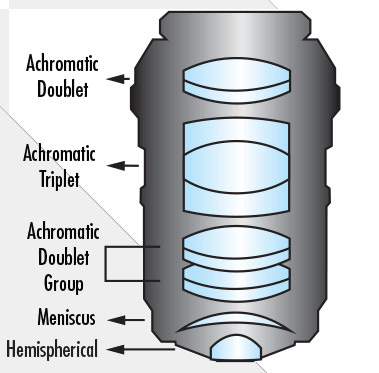 Achromatic
Doublet
Achromatic
Triplet
Achromatic
Doublet
Group
Meniscus
Hemispherical